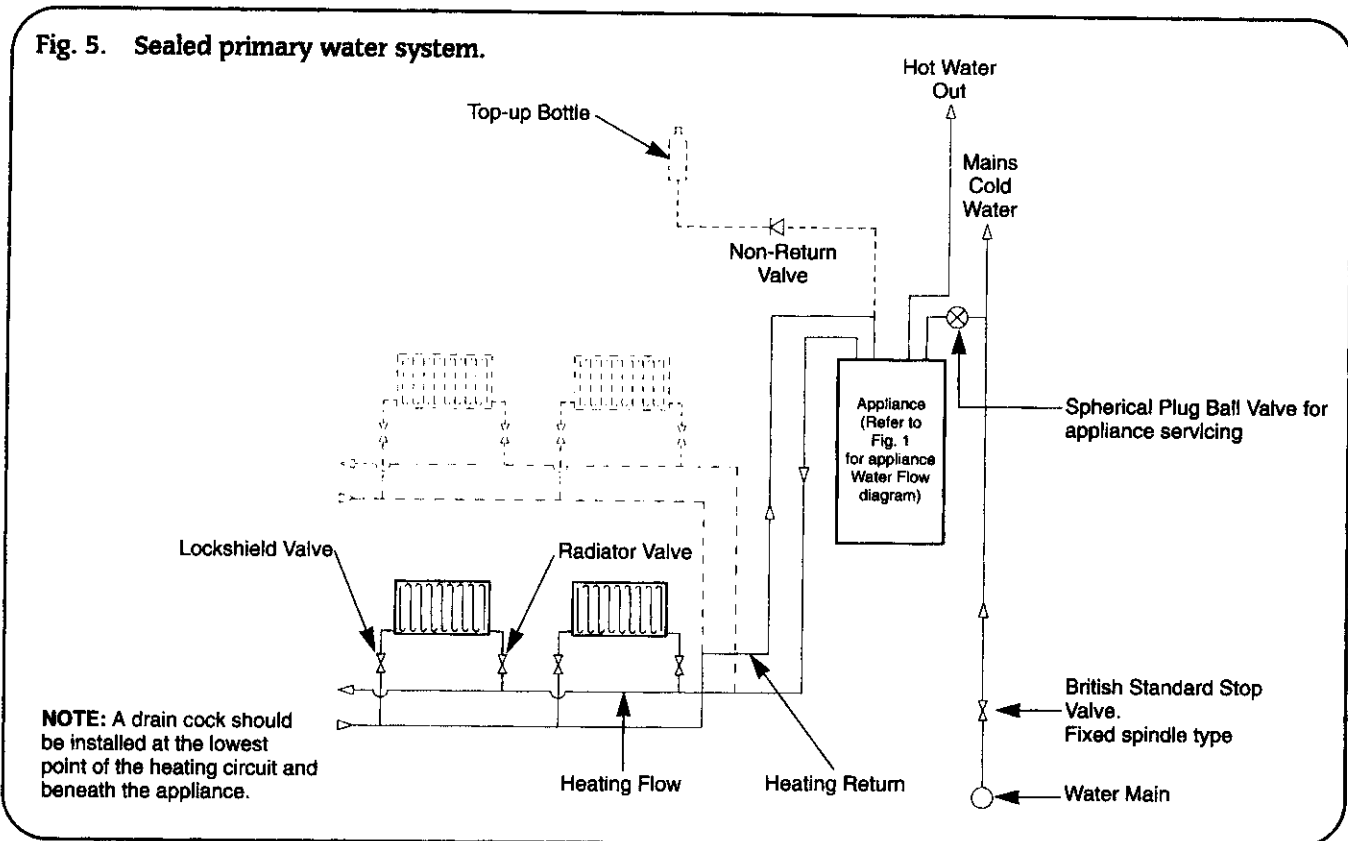 Fig. 5. Sealed primary water system.
Hot Water
Out
Top-up Bottle
Mains
Cold
Water
Non-Return
Valve
Appliance
(Refer to
Fig. 1
for appliance
Water Flow
diagram)
Spherical Plug Ball Valve for
appliance servicing
Lockshield Valve
Radiator Valve
British Standard Stop
Valve.
Fixed spindle type
NOTE: A drain cock should
be installed at the lowest
point of the heating circuit and
beneath the appliance.
Heating Flow
Heating Return
Water Main